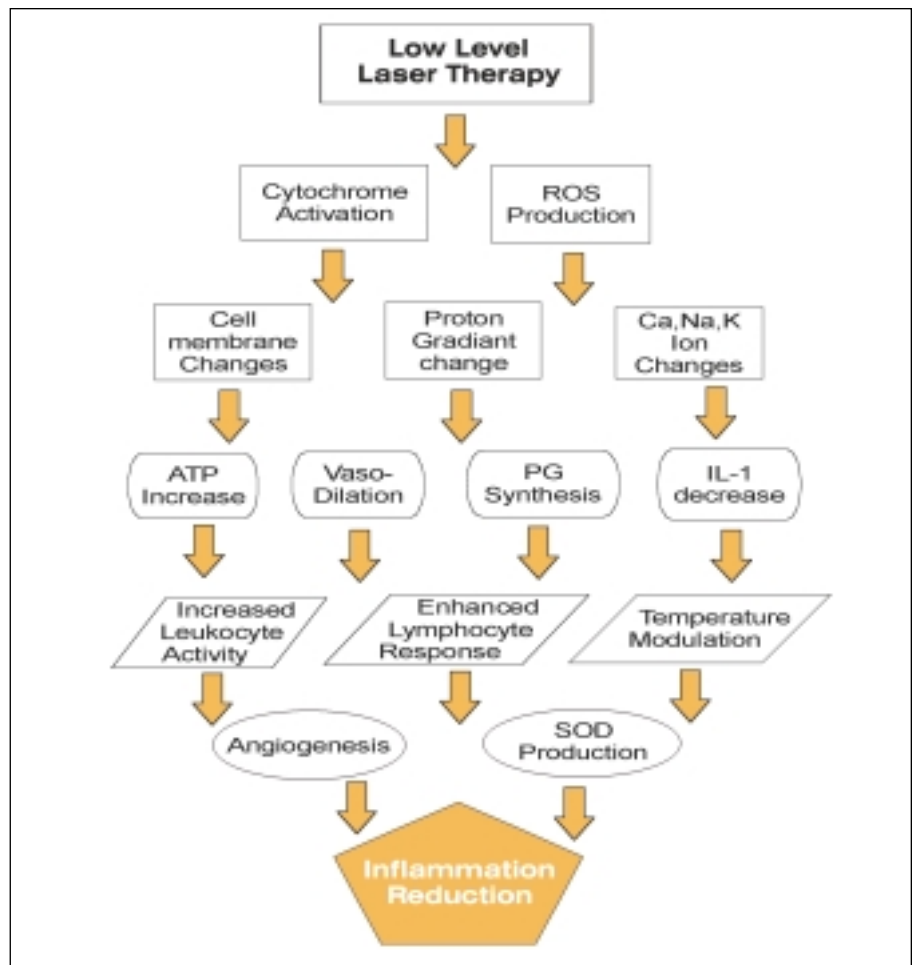 Low Level
Laser Therapy
Cytochrome
Activation
ROS
Production
Cell
membrane
Changes
Proton
Gradiant
change
Ca,Na,K
Ion
Changes
ATP
Increase
Vaso-
Dilation
PG
Synthesis
IL-1
decrease
Increased
Leukocyte
Activity
Enhanced
Lymphocyte
Response
Temperature
Modulation
Angiogenesis
SOD
Production
Inflammation
Reduction